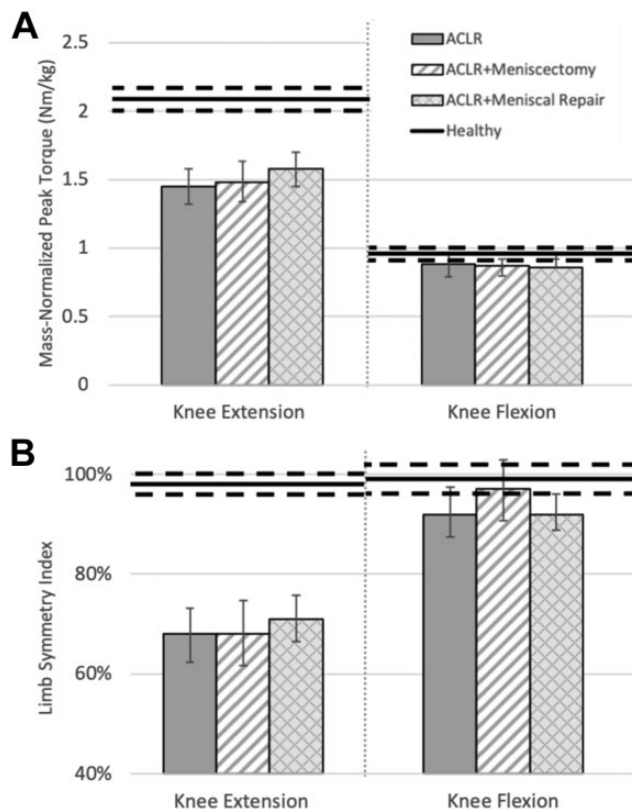 A
Mass-Normalized Peak Torque (Nm/kg)
2.5
2
1.5
1
0.5
0
ACLR
ACLR+Meniscectomy
ACLR+Meniscal Repair
Healthy
Knee Extension
Knee Flexion
B
Limb Symmetry Index
100%
80%
60%
40%
Knee Extension
Knee Flexion